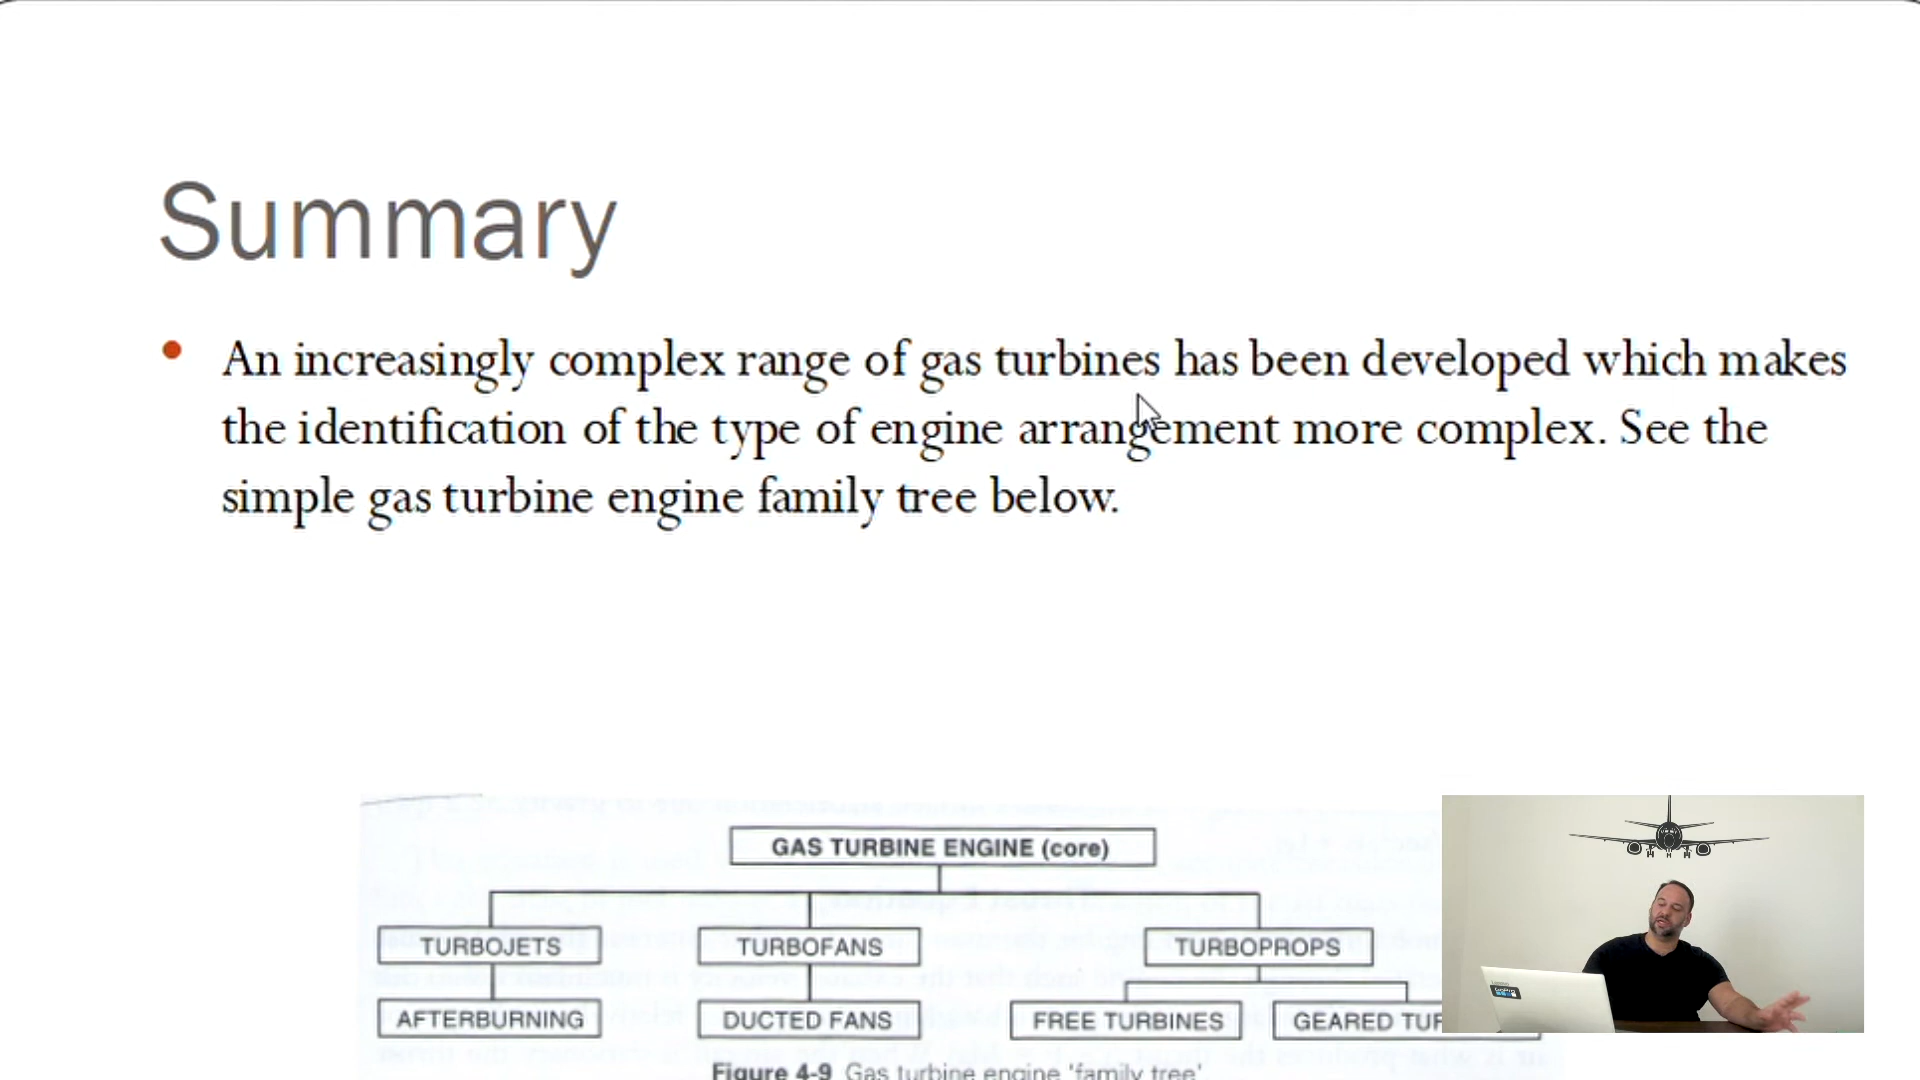 Summary
• An increasingly complex range of gas turbines has been developed which makes
the identification of the type of engine arrangement more complex. See the
simple gas turbine engine family tree below.
GAS TURBINE ENGINE (core)
TURBOJETS TURBOFANS TURBOPROPS
AFTERBURNING DUCTED FANS FREE TURBINES GEARED
Figure 4-9 Gas turbine engine 'family tree'